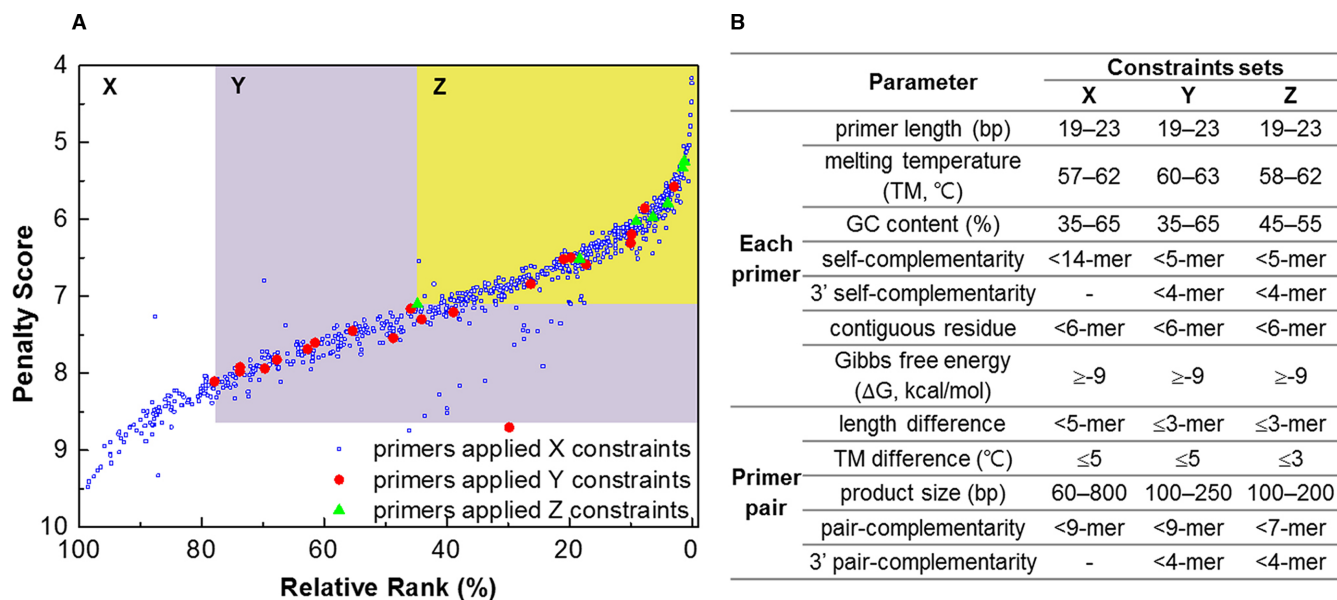 A
X
Y
Z
4
5
6
7
8
9
10
Penalty Score
primers applied X constraints
primers applied Y constraints
primers applied Z constraints
100 80 60 40 20 0
Relative Rank (%)
B
Parameter
Constraints sets
X Y Z
Each primer
primer length (bp) 19–23 19–23 19–23
melting temperature
(TM, ℃) 57–62 60–63 58–62
GC content (%) 35–65 35–65 45–55
self-complementarity <14-mer <5-mer <5-mer
3' self-complementarity - <4-mer <4-mer
contiguous residue <6-mer <6-mer <6-mer
Gibbs free energy
(ΔG, kcal/mol) ≥-9 ≥-9 ≥-9
Primer pair
length difference <5-mer ≤3-mer ≤3-mer
TM difference (℃) ≤5 ≤5 ≤3
product size (bp) 60–800 100–250 100–200
pair-complementarity <9-mer <9-mer <7-mer
3' pair-complementarity - <4-mer <4-mer